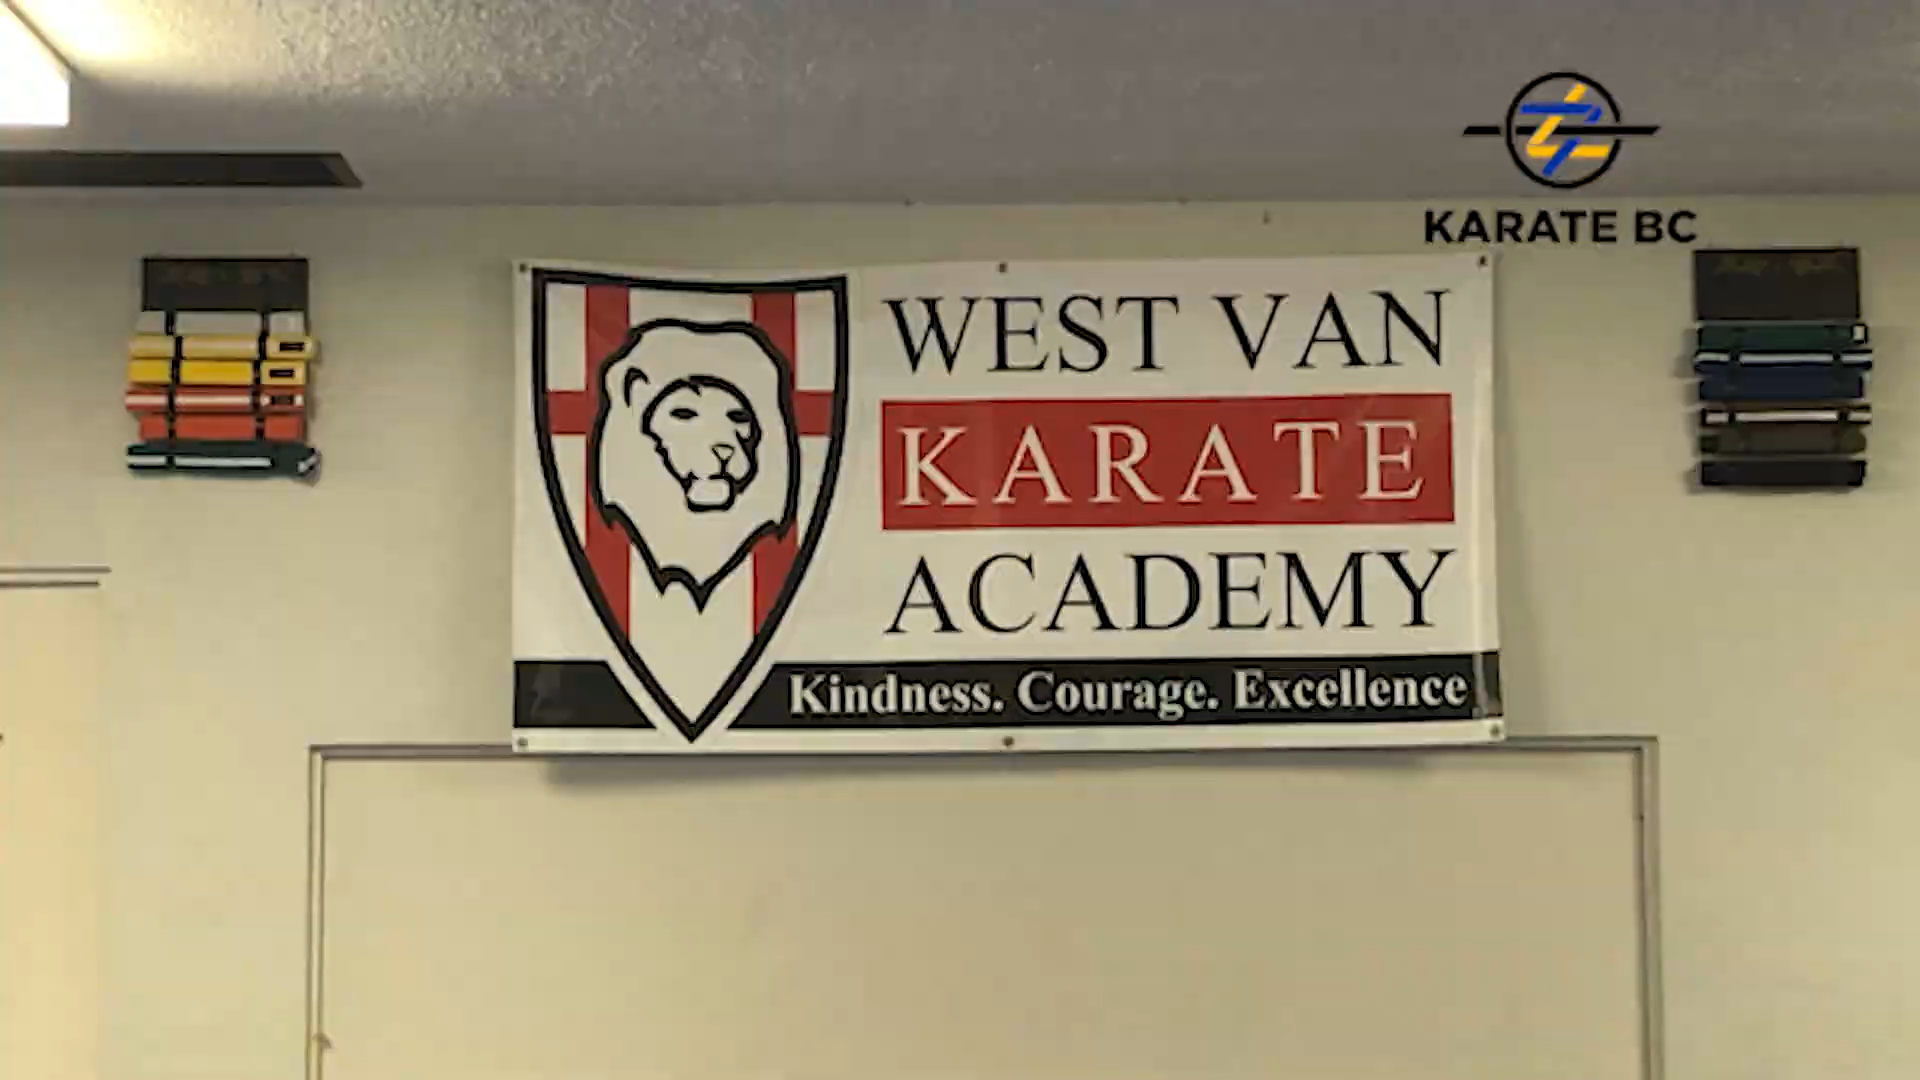 KARATE BC
WEST VAN
KARATE
ACADEMY
Kindness. Courage. Excellence